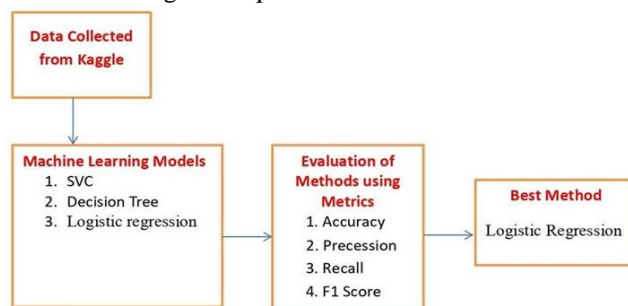 Data Collected
from Kaggle
Machine Learning Models
1. SVC
2. Decision Tree
3. Logistic regression
Evaluation of
Methods using
Metrics
1. Accuracy
2. Precession
3. Recall
4. F1 Score
Best Method
Logistic Regression